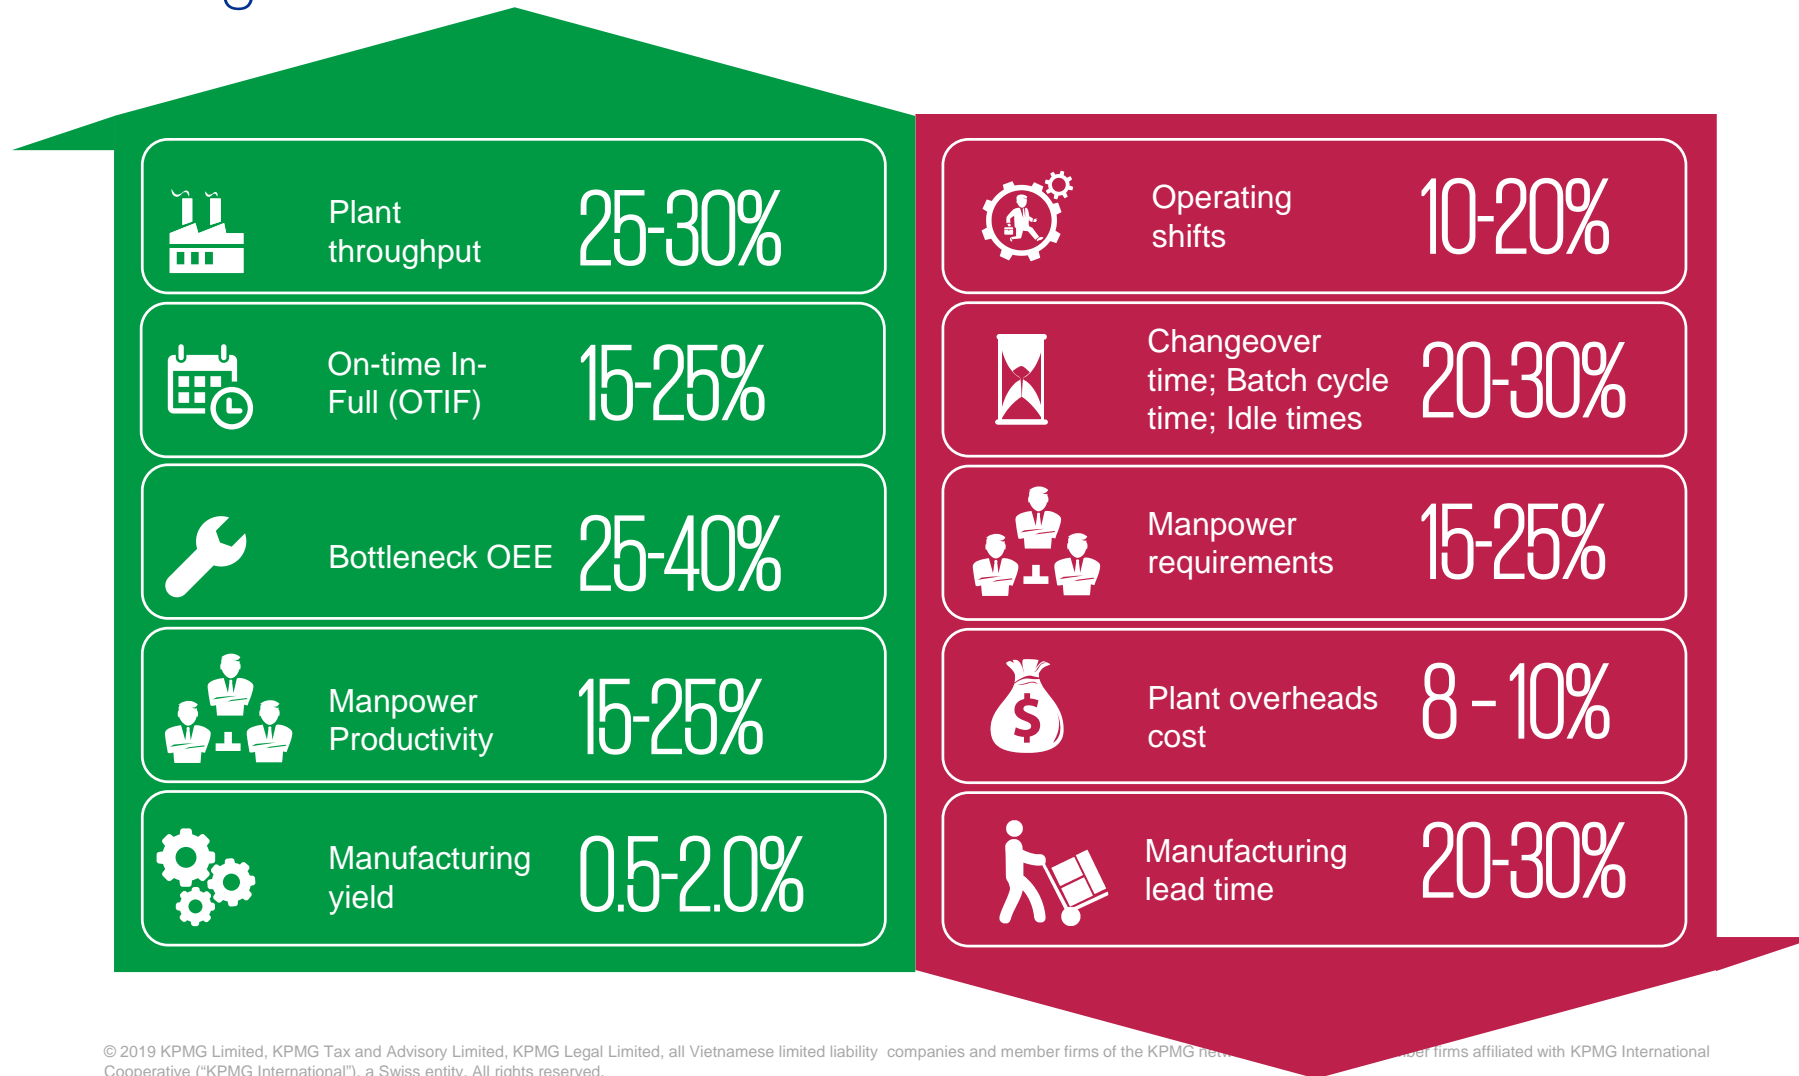 Plant
throughput
25-30%
On-time In-
Full (OTIF)
15-25%
Bottleneck OEE
25-40%
Manpower
Productivity
15-25%
Manufacturing
yield
0.5-2.0%
Operating
shifts
10-20%
Changeover
time; Batch cycle
time; Idle times
20-30%
Manpower
requirements
15-25%
Plant overheads
cost
8 – 10%
Manufacturing
lead time
20-30%
$
© 2019 KPMG Limited, KPMG Tax and Advisory Limited, KPMG Legal Limited, all Vietnamese limited liability companies and member firms of the KPMG firms affiliated with KPMG International
Cooperative ("KPMG International"), a Swiss entity. All rights reserved.